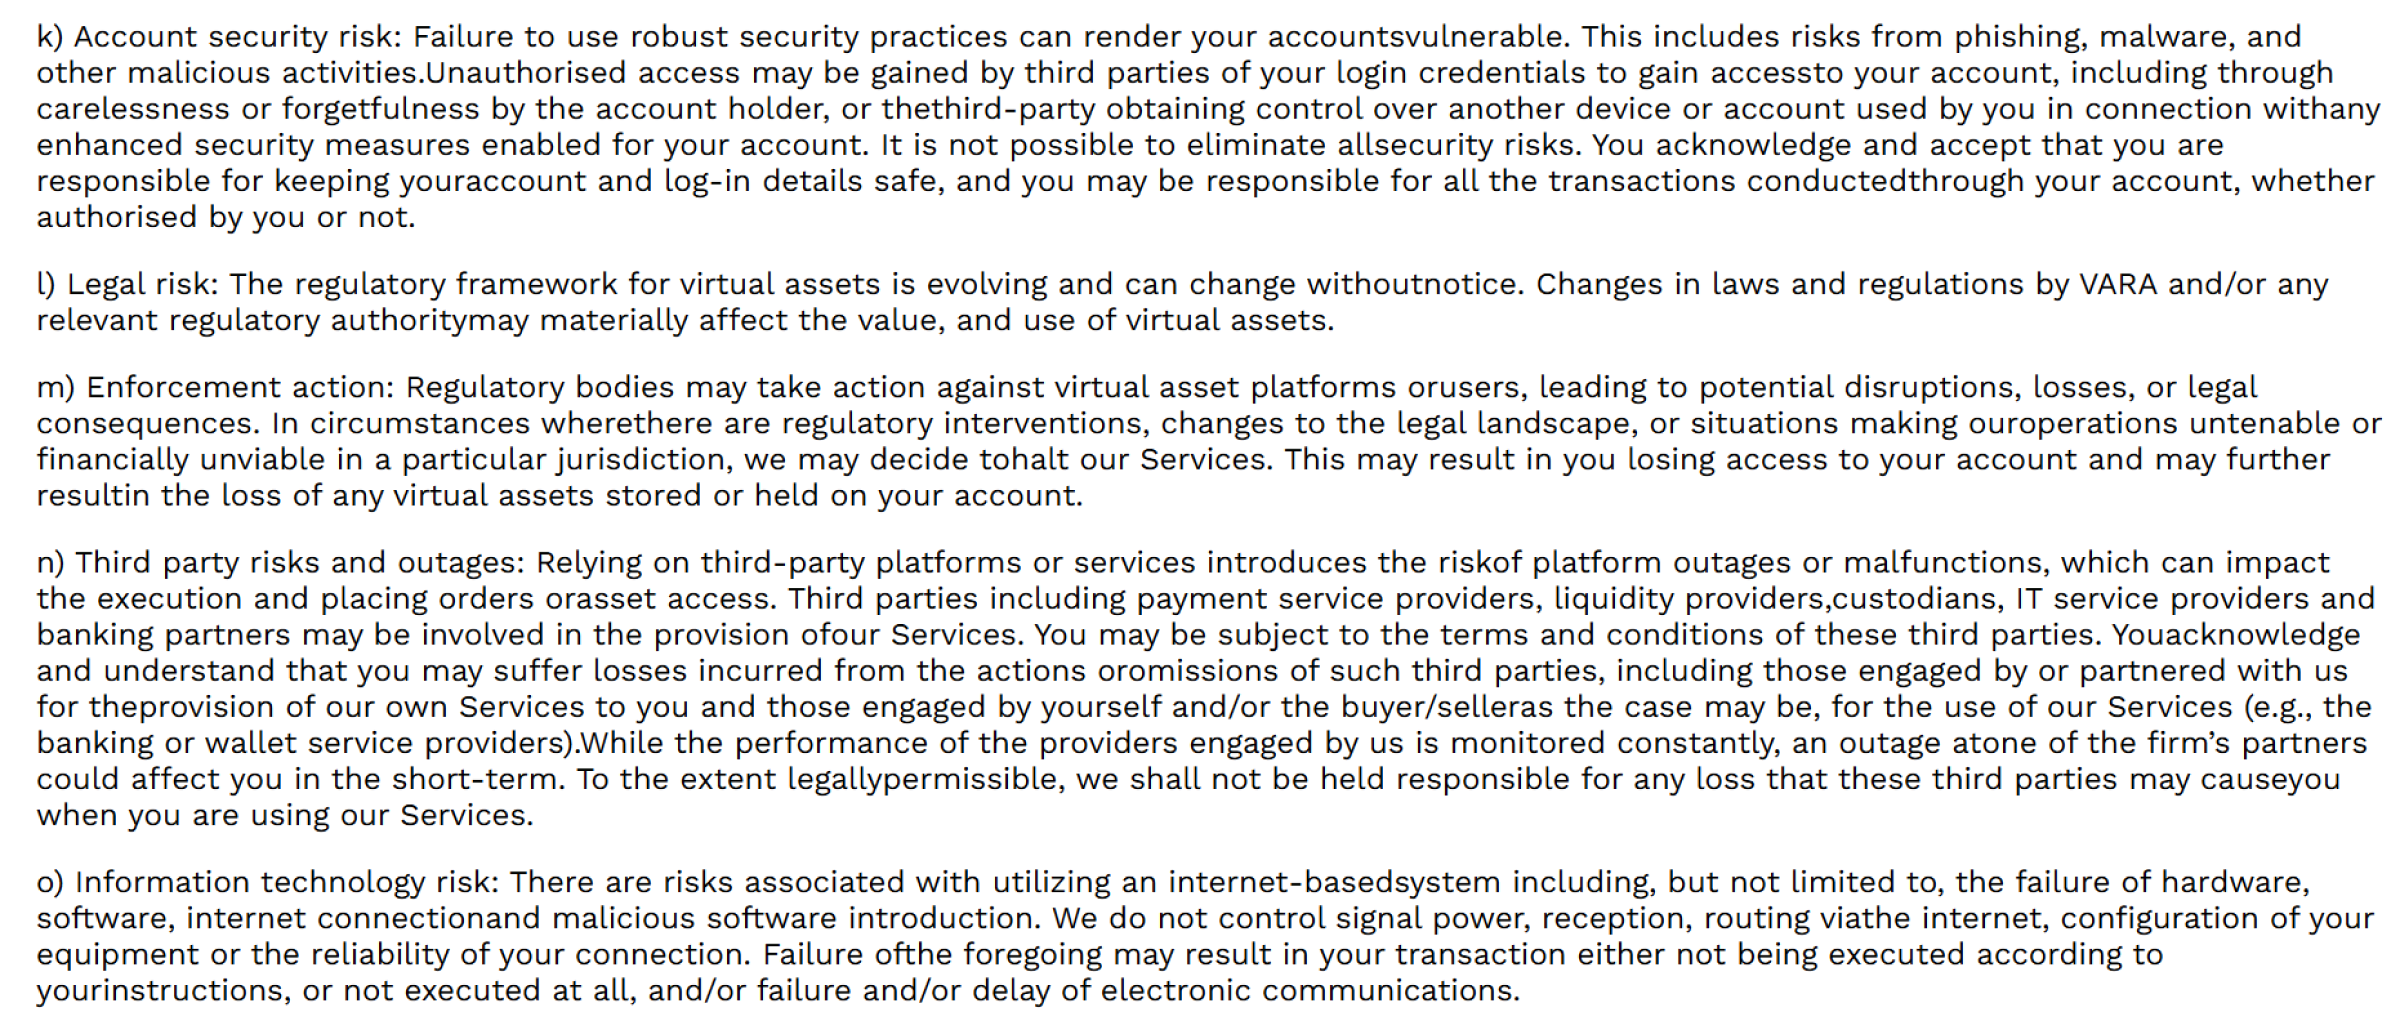 k) Account security risk: Failure to use robust security practices can render your accountsvulnerable. This includes risks from phishing, malware, and
other malicious activities.Unauthorised access may be gained by third parties of your login credentials to gain accessto your account, including through
carelessness or forgetfulness by the account holder, or thethird-party obtaining control over another device or account used by you in connection withany
enhanced security measures enabled for your account. It is not possible to eliminate allsecurity risks. You acknowledge and accept that you are
responsible for keeping youraccount and log-in details safe, and you may be responsible for all the transactions conductedthrough your account, whether
authorised by you or not.
l) Legal risk: The regulatory framework for virtual assets is evolving and can change withoutnotice. Changes in laws and regulations by VARA and/or any
relevant regulatory authoritymay materially affect the value, and use of virtual assets.
m) Enforcement action: Regulatory bodies may take action against virtual asset platforms orusers, leading to potential disruptions, losses, or legal
consequences. In circumstances wherethere are regulatory interventions, changes to the legal landscape, or situations making ouroperations untenable or
financially unviable in a particular jurisdiction, we may decide tohalt our Services. This may result in you losing access to your account and may further
resultin the loss of any virtual assets stored or held on your account.
n) Third party risks and outages: Relying on third-party platforms or services introduces the riskof platform outages or malfunctions, which can impact
the execution and placing orders orasset access. Third parties including payment service providers, liquidity providers,custodians, IT service providers and
banking partners may be involved in the provision ofour Services. You may be subject to the terms and conditions of these third parties. Youacknowledge
and understand that you may suffer losses incurred from the actions oromissions of such third parties, including those engaged by or partnered with us
for theprovision of our own Services to you and those engaged by yourself and/or the buyer/selleras the case may be, for the use of our Services (e.g., the
banking or wallet service providers).While the performance of the providers engaged by us is monitored constantly, an outage atone of the firm’s partners
could affect you in the short-term. To the extent legallypermissible, we shall not be held responsible for any loss that these third parties may causeyou
when you are using our Services.
o) Information technology risk: There are risks associated with utilizing an internet-basedsystem including, but not limited to, the failure of hardware,
software, internet connectionand malicious software introduction. We do not control signal power, reception, routing viathe internet, configuration of your
equipment or the reliability of your connection. Failure ofthe foregoing may result in your transaction either not being executed according to
yourinstructions, or not executed at all, and/or failure and/or delay of electronic communications.